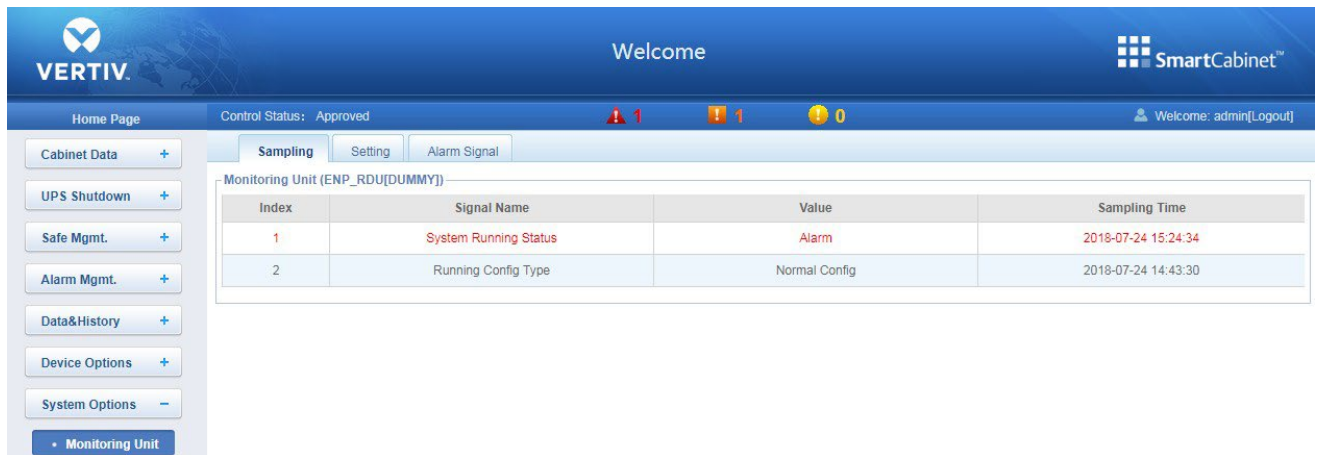 VERTIV.
Welcome
SmartCabinet™
Home Page
Control Status: Approved
1
1
0
Welcome: admin[Logout]
Cabinet Data +
UPS Shutdown +
Safe Mgmt. +
Alarm Mgmt. +
Data&History +
Device Options +
System Options −
• Monitoring Unit
Sampling Setting Alarm Signal
Monitoring Unit (ENP_RDU[DUMMY])
Index Signal Name Value Sampling Time
1 System Running Status Alarm 2018-07-24 15:24:34
2 Running Config Type Normal Config 2018-07-24 14:43:30